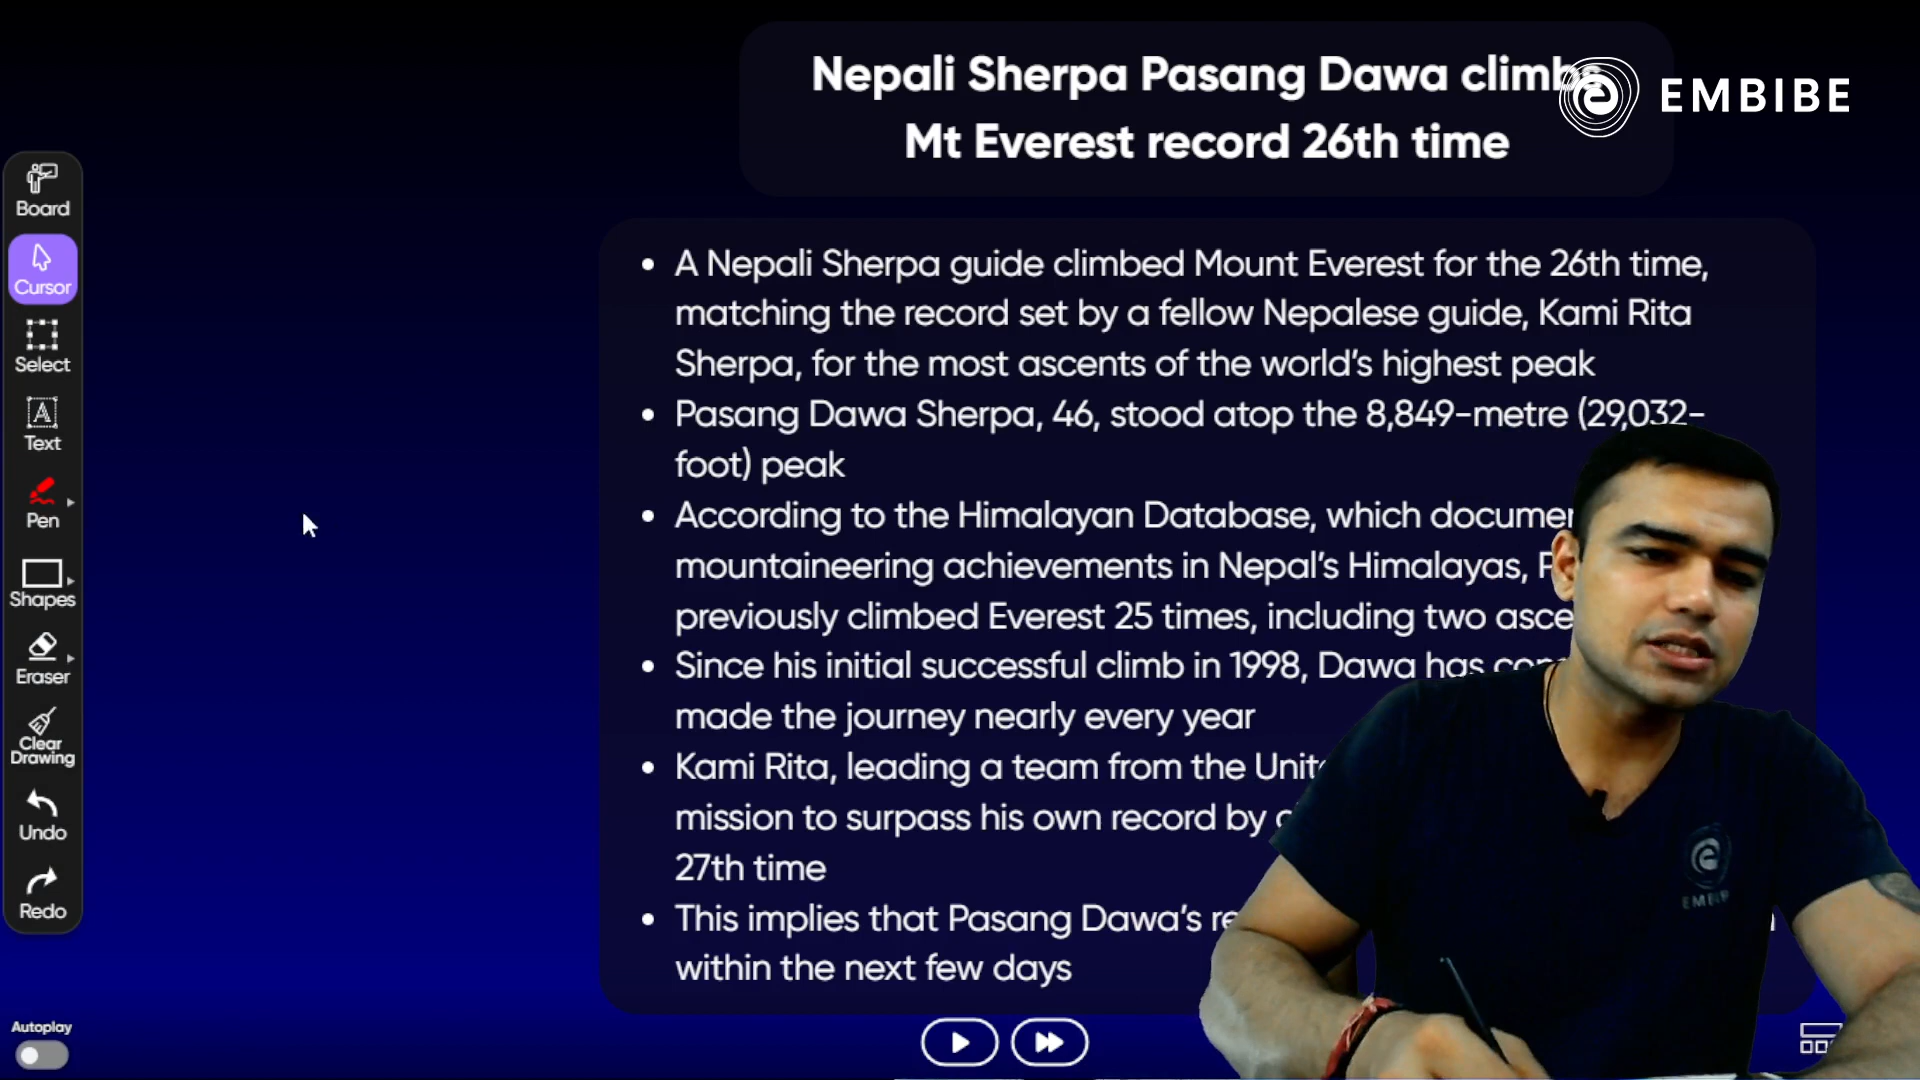 Nepali Sherpa Pasang Dawa climbs
Mt Everest record 26th time
EMBIBE
Board
Cursor
Select
Text
Pen
Shapes
Eraser
Clear
Drawing
Undo
Redo
Autoplay
• A Nepali Sherpa guide climbed Mount Everest for the 26th time,
matching the record set by a fellow Nepalese guide, Kami Rita
Sherpa, for the most ascents of the world's highest peak
• Pasang Dawa Sherpa, 46, stood atop the 8,849-metre (29,032-
foot) peak
• According to the Himalayan Database, which
mountaineering achievements in Nepal's Himalayas,
previously climbed Everest 25 times, including two
• Since his initial successful climb in 1998, Dawa has
made the journey nearly every year
• Kami Rita, leading a team from the
mission to surpass his own record by
27th time
• This implies that Pasang Dawa's
within the next few days